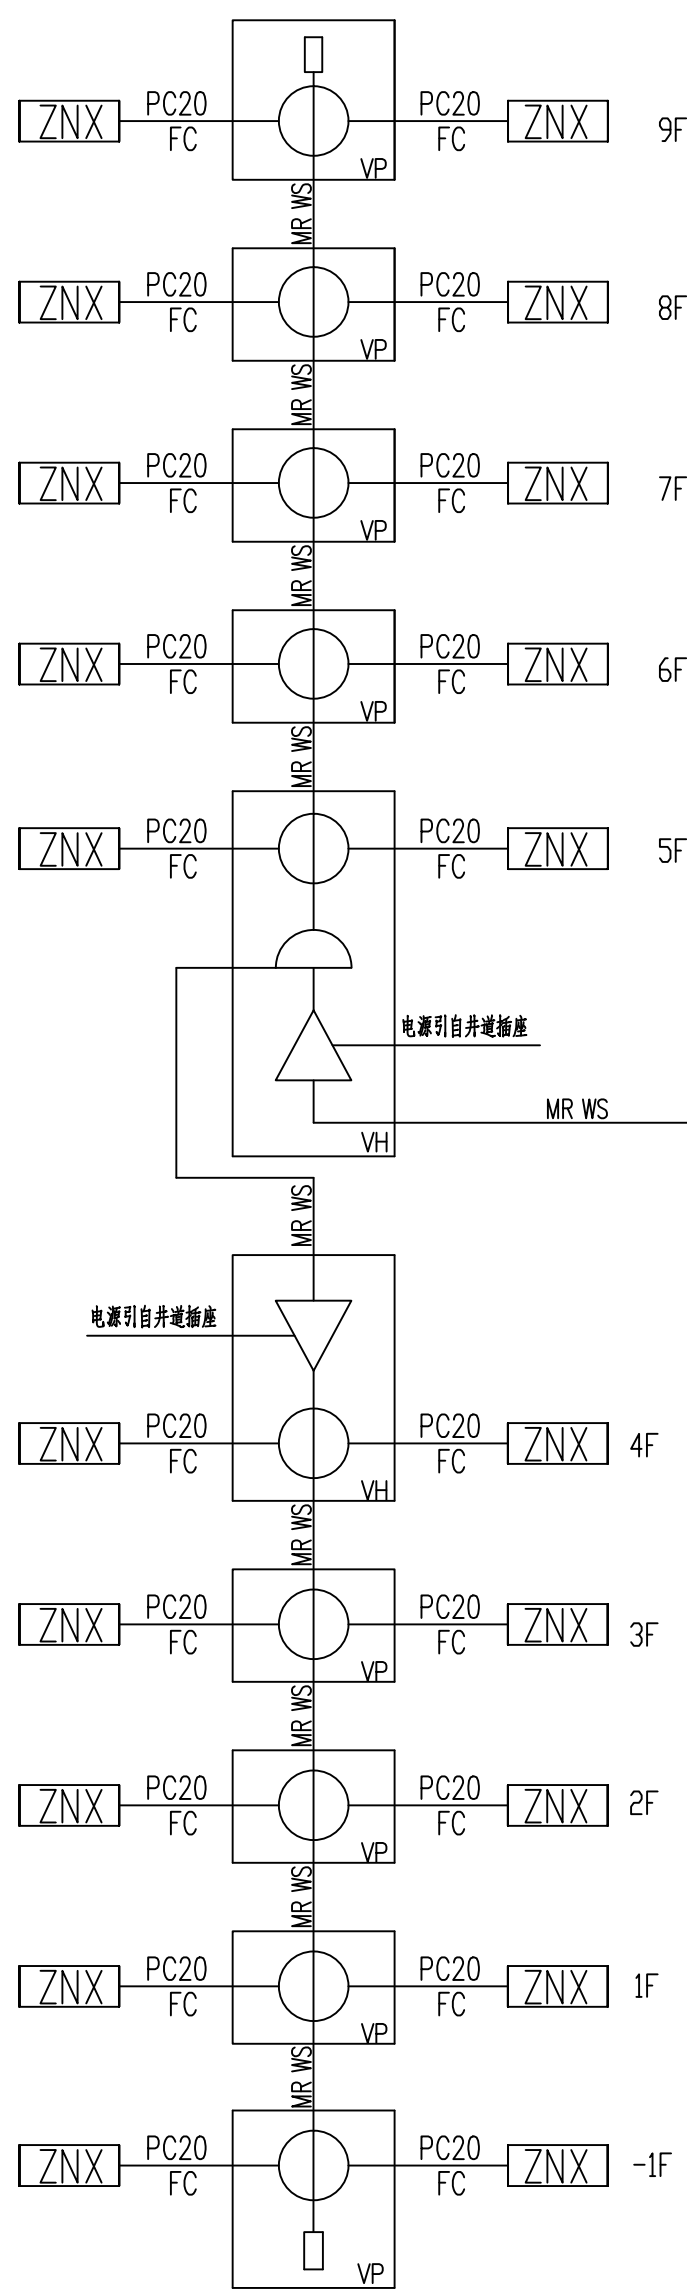 PC20 PC20
ZNX ZNX 9F
FC FC
VP
MR WS
PC20 PC20
ZNX ZNX 8F
FC FC
VP
MR WS
PC20 PC20
ZNX ZNX 7F
FC FC
VP
MR WS
PC20 PC20
ZNX ZNX 6F
FC FC
VP
MR WS
PC20 PC20
ZNX ZNX 5F
FC FC
电源引自井道插座
MR WS
VH
MR WS
电源引自井道插座
PC20 PC20
ZNX ZNX 4F
FC FC
VH
MR WS
PC20 PC20
ZNX ZNX 3F
FC FC
VP
MR WS
PC20 PC20
ZNX ZNX 2F
FC FC
VP
MR WS
PC20 PC20
ZNX ZNX 1F
FC FC
VP
MR WS
PC20 PC20
ZNX ZNX -1F
FC FC
VP